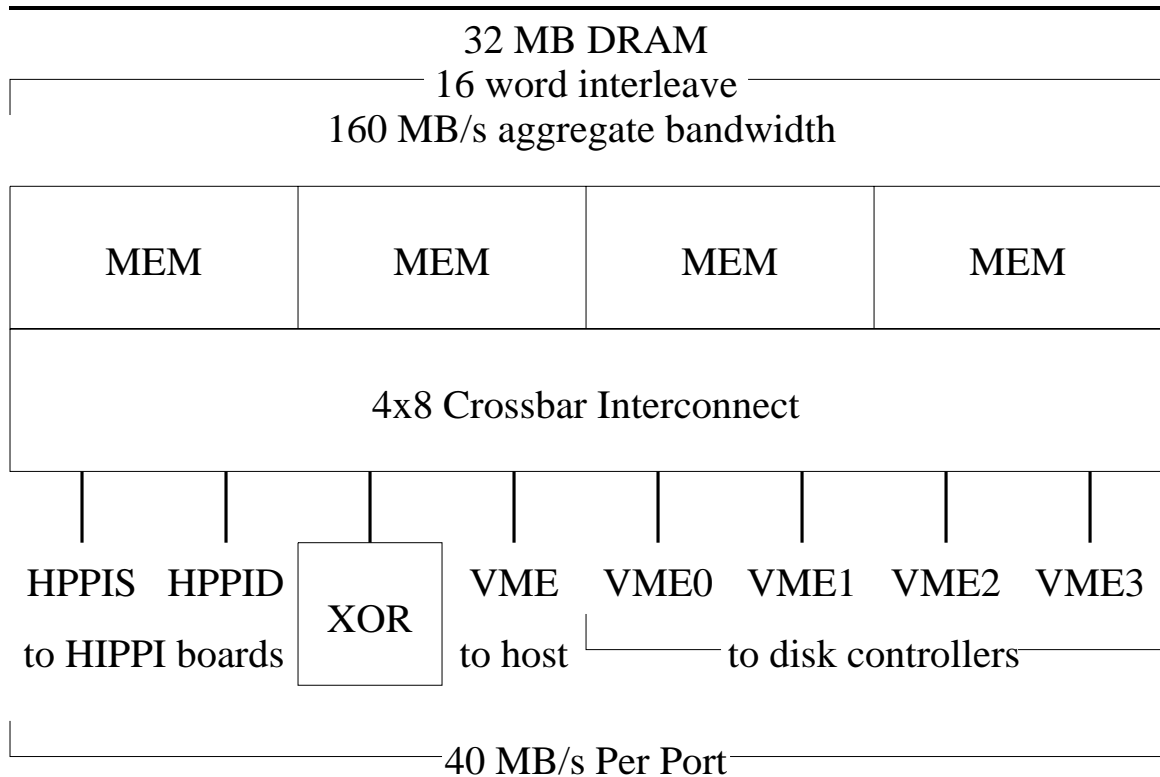 32 MB DRAM
16 word interleave
160 MB/s aggregate bandwidth
MEM MEM MEM MEM
4x8 Crossbar Interconnect
HPPIS HPPID VME VME0 VME1 VME2 VME3
XOR
to HIPPI boards to host to disk controllers
40 MB/s Per Port